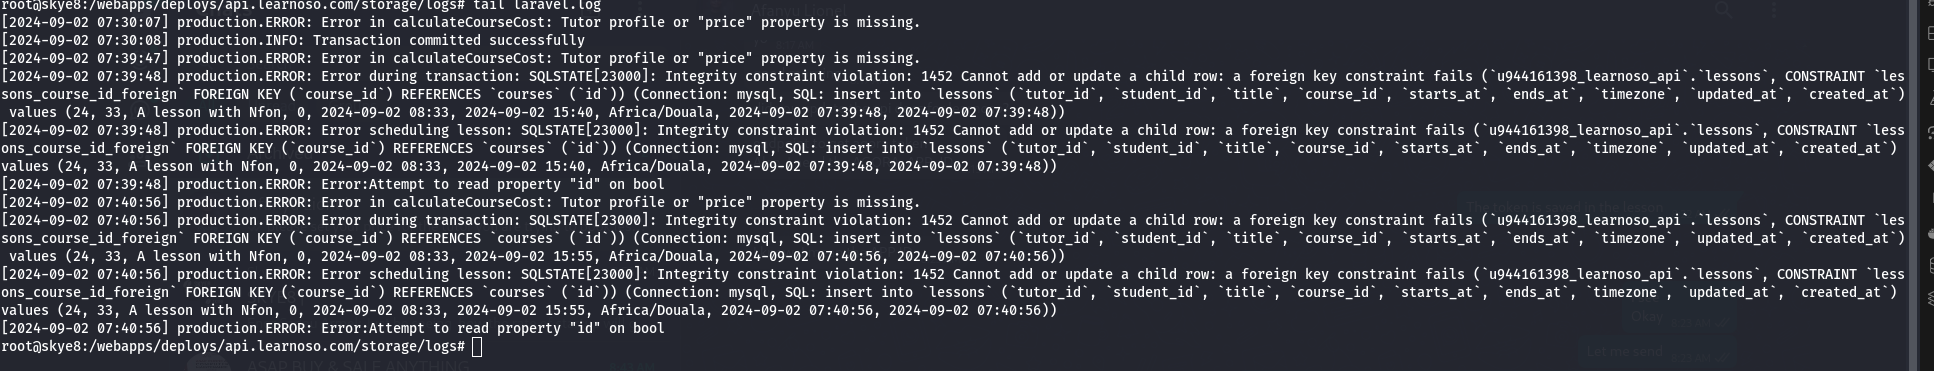 root@skye8:/webapps/deploys/api.learnoso.com/storage/logs# tail laravel.log
[2024-09-02 07:30:07] production.ERROR: Error in calculateCourseCost: Tutor profile or "price" property is missing.
[2024-09-02 07:30:08] production.INFO: Transaction committed successfully
[2024-09-02 07:39:47] production.ERROR: Error in calculateCourseCost: Tutor profile or "price" property is missing.
[2024-09-02 07:39:48] production.ERROR: Error during transaction: SQLSTATE[23000]: Integrity constraint violation: 1452 Cannot add or update a child row: a foreign key constraint fails (`u944161398_learnoso_api`.`lessons`, CONSTRAINT `les
sons_course_id_foreign` FOREIGN KEY (`course_id`) REFERENCES `courses` (`id`)) (Connection: mysql, SQL: insert into `lessons` (`tutor_id`, `student_id`, `title`, `course_id`, `starts_at`, `ends_at`, `timezone`, `updated_at`, `created_at`)
values (24, 33, A lesson with Nfon, 0, 2024-09-02 08:33, 2024-09-02 15:40, Africa/Douala, 2024-09-02 07:39:48, 2024-09-02 07:39:48))
[2024-09-02 07:39:48] production.ERROR: Error scheduling lesson: SQLSTATE[23000]: Integrity constraint violation: 1452 Cannot add or update a child row: a foreign key constraint fails (`u944161398_learnoso_api`.`lessons`, CONSTRAINT `less
ons_course_id_foreign` FOREIGN KEY (`course_id`) REFERENCES `courses` (`id`)) (Connection: mysql, SQL: insert into `lessons` (`tutor_id`, `student_id`, `title`, `course_id`, `starts_at`, `ends_at`, `timezone`, `updated_at`, `created_at`)
values (24, 33, A lesson with Nfon, 0, 2024-09-02 08:33, 2024-09-02 15:40, Africa/Douala, 2024-09-02 07:39:48, 2024-09-02 07:39:48))
[2024-09-02 07:39:48] production.ERROR: Error:Attempt to read property "id" on bool
[2024-09-02 07:40:56] production.ERROR: Error in calculateCourseCost: Tutor profile or "price" property is missing.
[2024-09-02 07:40:56] production.ERROR: Error during transaction: SQLSTATE[23000]: Integrity constraint violation: 1452 Cannot add or update a child row: a foreign key constraint fails (`u944161398_learnoso_api`.`lessons`, CONSTRAINT `les
sons_course_id_foreign` FOREIGN KEY (`course_id`) REFERENCES `courses` (`id`)) (Connection: mysql, SQL: insert into `lessons` (`tutor_id`, `student_id`, `title`, `course_id`, `starts_at`, `ends_at`, `timezone`, `updated_at`, `created_at`)
values (24, 33, A lesson with Nfon, 0, 2024-09-02 08:33, 2024-09-02 15:55, Africa/Douala, 2024-09-02 07:40:56, 2024-09-02 07:40:56))
[2024-09-02 07:40:56] production.ERROR: Error scheduling lesson: SQLSTATE[23000]: Integrity constraint violation: 1452 Cannot add or update a child row: a foreign key constraint fails (`u944161398_learnoso_api`.`lessons`, CONSTRAINT `less
ons_course_id_foreign` FOREIGN KEY (`course_id`) REFERENCES `courses` (`id`)) (Connection: mysql, SQL: insert into `lessons` (`tutor_id`, `student_id`, `title`, `course_id`, `starts_at`, `ends_at`, `timezone`, `updated_at`, `created_at`)
values (24, 33, A lesson with Nfon, 0, 2024-09-02 08:33, 2024-09-02 15:55, Africa/Douala, 2024-09-02 07:40:56, 2024-09-02 07:40:56))
[2024-09-02 07:40:56] production.ERROR: Error:Attempt to read property "id" on bool
root@skye8:/webapps/deploys/api.learnoso.com/storage/logs#
The token is saved in the lesson
Okay
Let me send
ASAP BUY & SALE ANYTHING